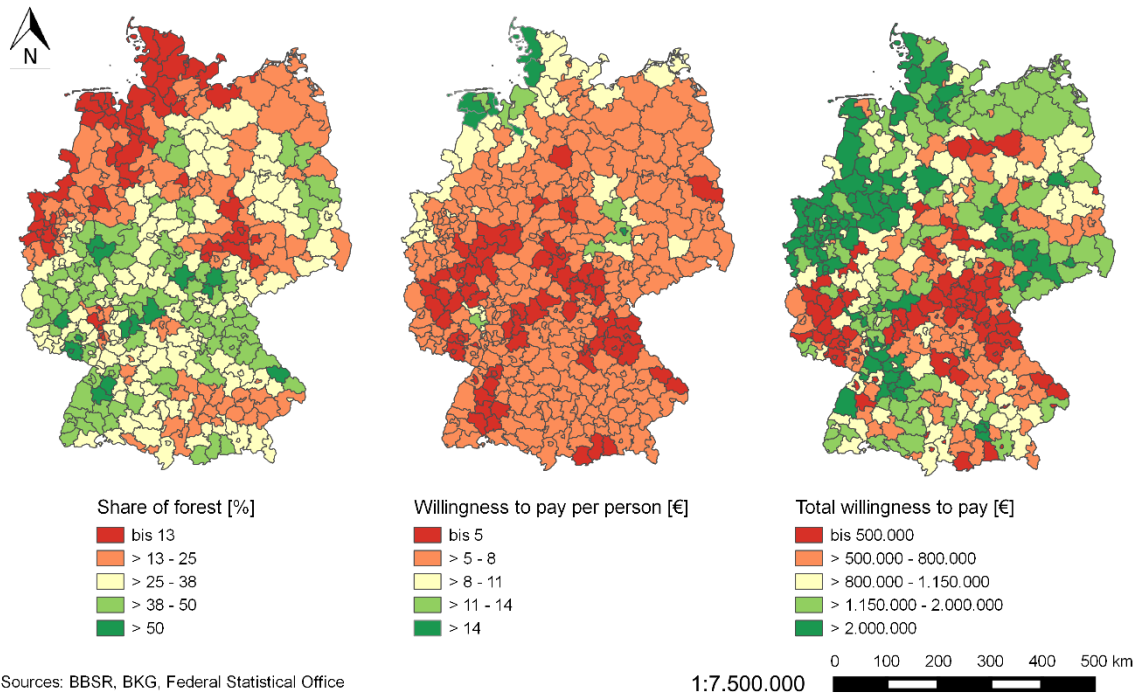 N
Share of forest [%]
bis 13
> 13 - 25
> 25 - 38
> 38 - 50
> 50
Willingness to pay per person [€]
bis 5
> 5 - 8
> 8 - 11
> 11 - 14
> 14
Total willingness to pay [€]
bis 500.000
> 500.000 - 800.000
> 800.000 - 1.150.000
> 1.150.000 - 2.000.000
> 2.000.000
Sources: BBSR, BKG, Federal Statistical Office
1:7.500.000
0 100 200 300 400 500 km